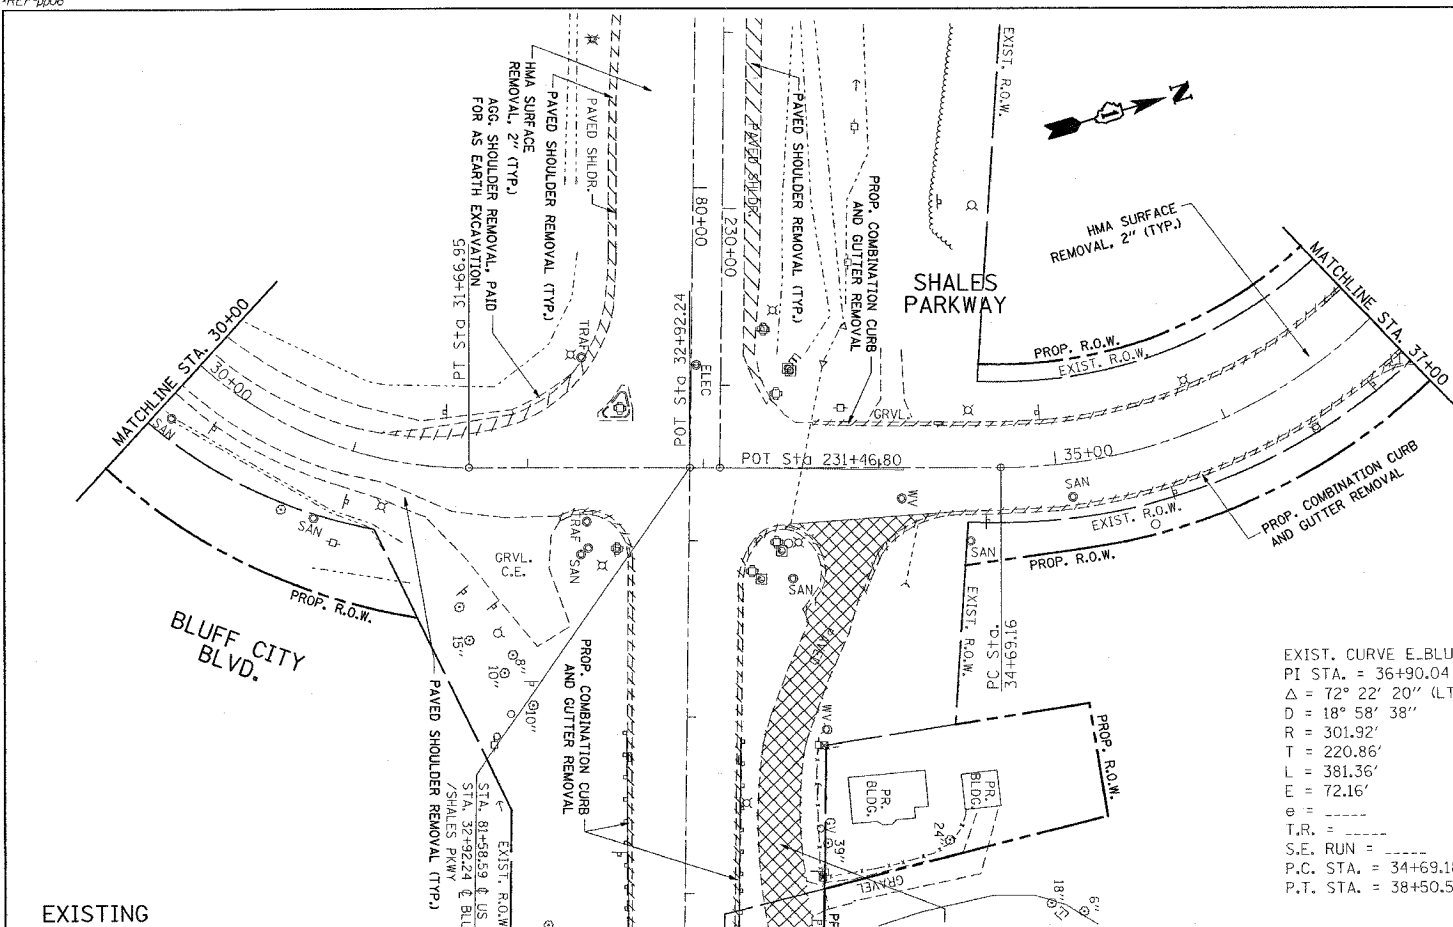 HMA SURFACE
REMOVAL, 2" (TYP.)
PAVED SHOULDER REMOVAL (TYP.)
PAVED SHLDR.
AGG. SHOULDER REMOVAL, PAID
FOR AS EARTH EXCAVATION
PAVED SHLDR.
PAVED SHOULDER REMOVAL (TYP.)
PROP. COMBINATION CURB
AND GUTTER REMOVAL
EXIST. R.O.W.
N
HMA SURFACE
REMOVAL, 2" (TYP.)
SHALES
PARKWAY
80+00
230+00
MATCHLINE STA. 30+00
30+00
PT Sta 31+66.95
POT Sta 32+92.24
TRAF
ELEC
GRVL.
PROP. R.O.W.
EXIST. R.O.W.
MATCHLINE STA. 37+00
POT Sta 231+46.80
35+00
SAN
SAN
WV
SAN
TRAF
SAN
SAN
SAN
EXIST. R.O.W.
PROP. R.O.W.
PROP. COMBINATION CURB
AND GUTTER REMOVAL
GRVL.
C.E.
PROP. R.O.W.
BLUFF CITY
BLVD.
15"
8"
10"
10"
PAVED SHOULDER REMOVAL (TYP.)
PROP. COMBINATION CURB
AND GUTTER REMOVAL
PAVED
WV
EXIST. R.O.W.
PC Sta.
34+69.16
PR.
BLDG.
PR.
BLDG.
PROP. R.O.W.
24"
GV
39"
GRAVEL
18"
6"
EXIST. R.O.W.
STA. 81+58.59 ℄ US
STA. 32+92.24 ℄ BLU
/SHALES PKWY
EXIST. CURVE E_BLU
PI STA. = 36+90.04
Δ = 72° 22' 20" (LT
D = 18° 58' 38"
R = 301.92'
T = 220.86'
L = 381.36'
E = 72.16'
e = -----
T.R. = -----
S.E. RUN = -----
P.C. STA. = 34+69.18
P.T. STA. = 38+50.5
EXISTING